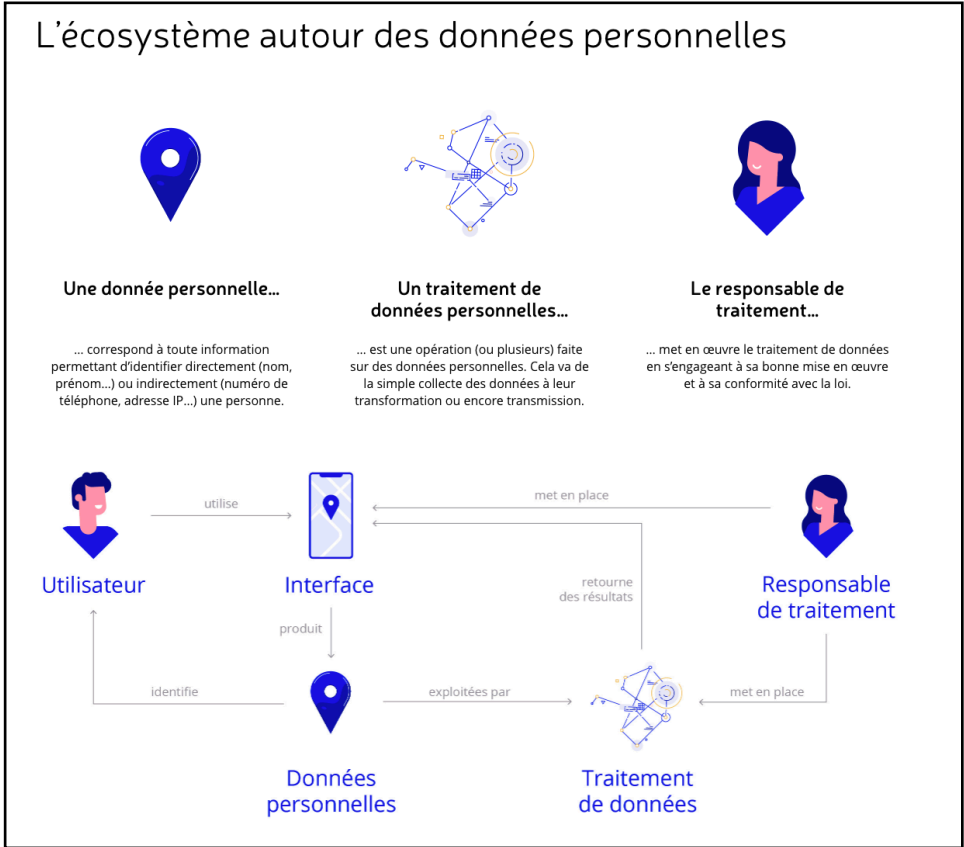 L'écosystème autour des données personnelles
Une donnée personnelle...
... correspond à toute information
permettant d'identifier directement (nom,
prénom...) ou indirectement (numéro de
téléphone, adresse IP...) une personne.
Un traitement de
données personnelles...
... est une opération (ou plusieurs) faite
sur des données personnelles. Cela va de
la simple collecte des données à leur
transformation ou encore transmission.
Le responsable de
traitement...
... met en œuvre le traitement de données
en s'engageant à sa bonne mise en œuvre
et à sa conformité avec la loi.
utilise
met en place
Utilisateur
Interface
retourne
des résultats
Responsable
de traitement
produit
identifie
exploitées par
met en place
Données
personnelles
Traitement
de données